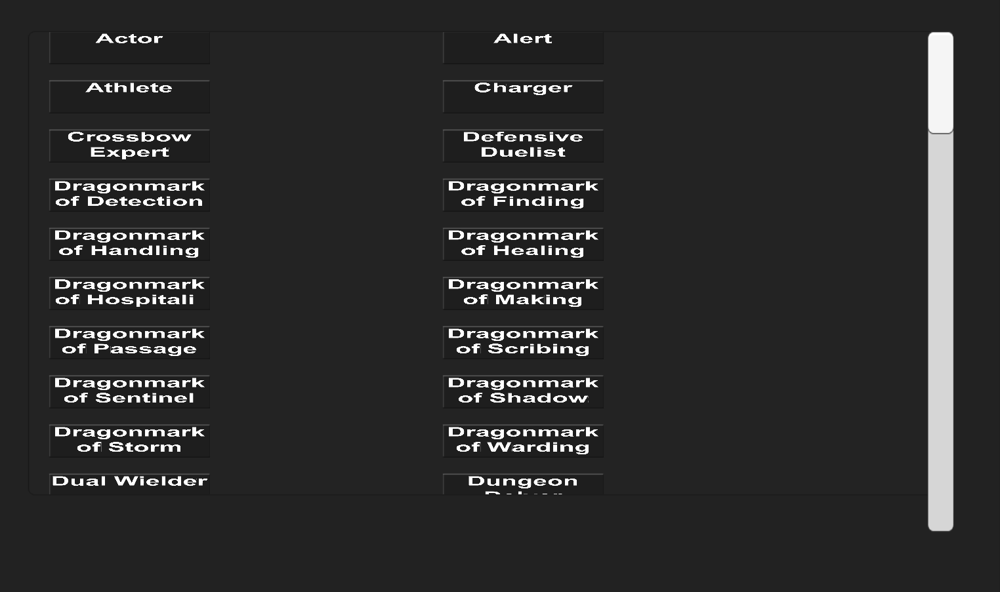 Actor
Alert
Athlete
Charger
Crossbow
Expert
Defensive
Duelist
Dragonmark
of Detection
Dragonmark
of Finding
Dragonmark
of Handling
Dragonmark
of Healing
Dragonmark
of Hospitali
Dragonmark
of Making
Dragonmark
of Passage
Dragonmark
of Scribing
Dragonmark
of Sentinel
Dragonmark
of Shadow
Dragonmark
of Storm
Dragonmark
of Warding
Dual Wielder
Dungeon